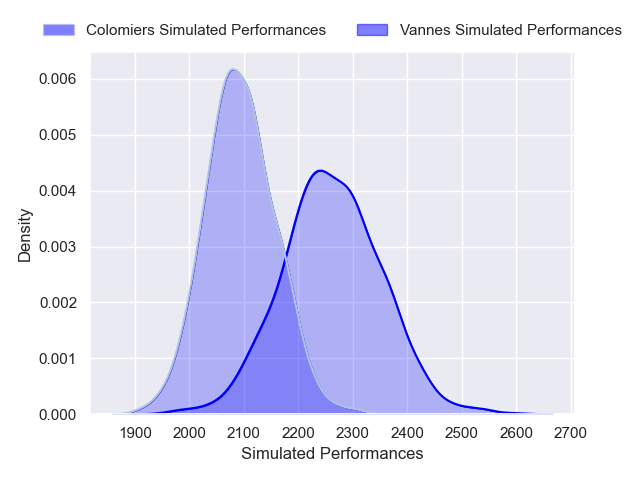 Colomiers Simulated Performances
Vannes Simulated Performances
0.006
0.005
0.004
0.003
0.002
0.001
0.000
Density
1900 2000 2100 2200 2300 2400 2500 2600 2700
Simulated Performances